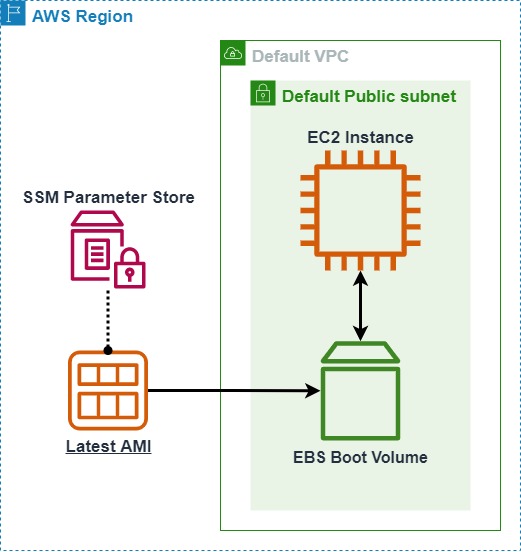 AWS Region
Default VPC
Default Public subnet
EC2 Instance
SSM Parameter Store
Latest AMI
EBS Boot Volume